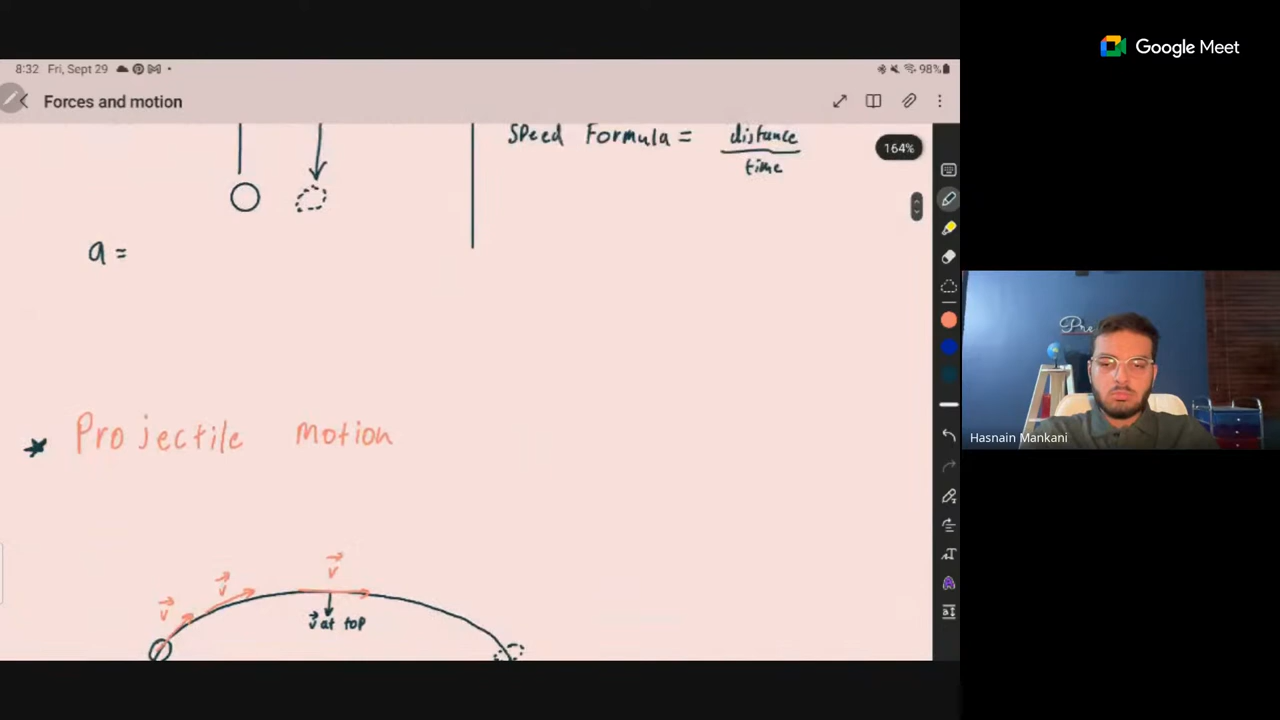 Google Meet
8:32 Fri, Sept 29
98%
Forces and motion
Speed Formula = distance
time
164%
a =
Projectile motion
v
v
v
v at top
Pre
Hasnain Mankani